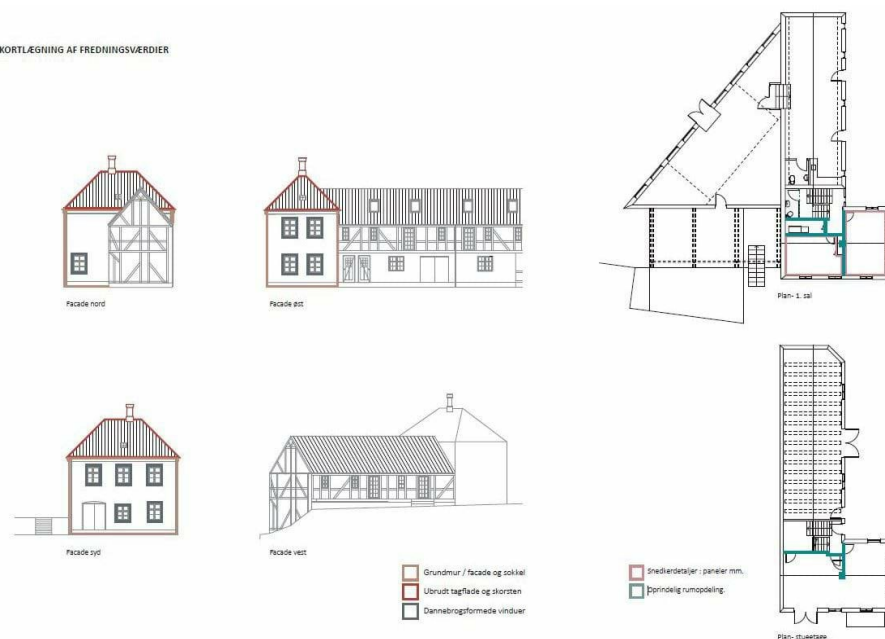 KORTLÆGNING AF FREDNINGSVÆRDIER
Facade nord
Facade øst
Plan- 1. sal
Facade syd
Facade vest
Grundmur / facade og sokkel
Ubrudt tagflade og skorsten
Dannebrogsformede vinduer
Snedkerdetaljer : paneler mm.
Oprindelig rumopdeling.
Plan- stueetage